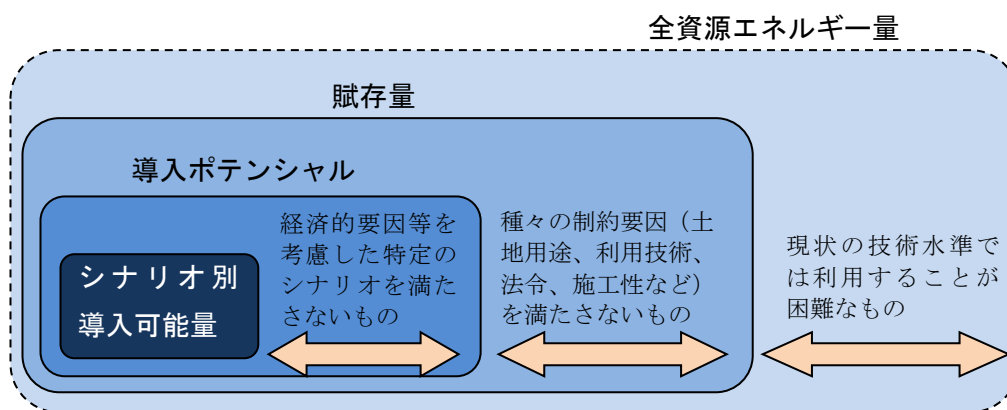 全資源エネルギー量
賦存量
導入ポテンシャル
シナリオ別
導入可能量
経済的要因等を
考慮した特定の
シナリオを満た
さないもの
種々の制約要因（土
地用途、利用技術、
法令、施工性など）
を満たさないもの
現状の技術水準で
は利用することが
困難なもの